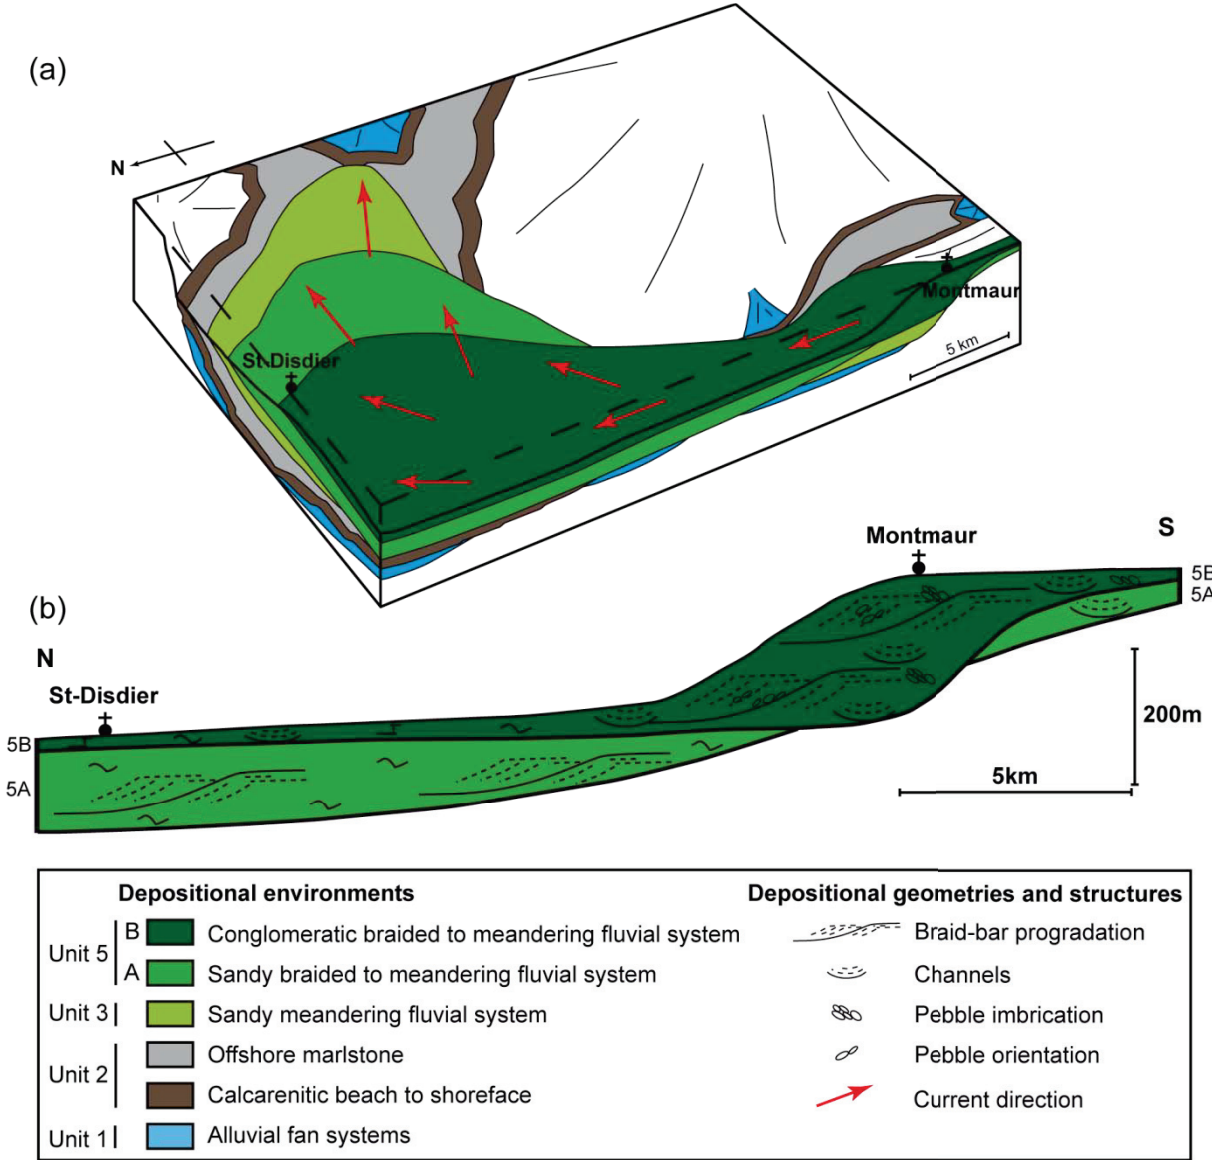 (a)
N
St-Disdier
Montmaur
5 km
(b)
N
S
St-Disdier
Montmaur
5B
5A
5B
5A
200m
5km
Depositional environments
Unit 5
B
Conglomeratic braided to meandering fluvial system
A
Sandy braided to meandering fluvial system
Unit 3
Sandy meandering fluvial system
Unit 2
Offshore marlstone
Calcarenitic beach to shoreface
Unit 1
Alluvial fan systems
Depositional geometries and structures
Braid-bar progradation
Channels
Pebble imbrication
Pebble orientation
Current direction